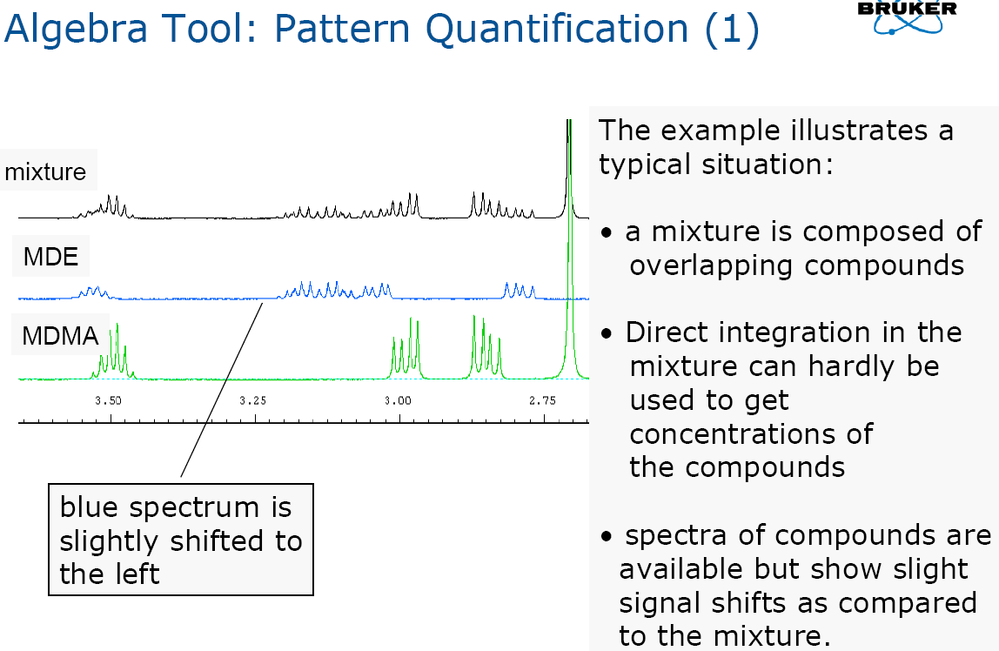 Algebra Tool: Pattern Quantification (1)
BRUKER
mixture
MDE
MDMA
3.50 3.25 3.00 2.75
blue spectrum is
slightly shifted to
the left
The example illustrates a
typical situation:
• a mixture is composed of
overlapping compounds
• Direct integration in the
mixture can hardly be
used to get
concentrations of
the compounds
• spectra of compounds are
available but show slight
signal shifts as compared
to the mixture.